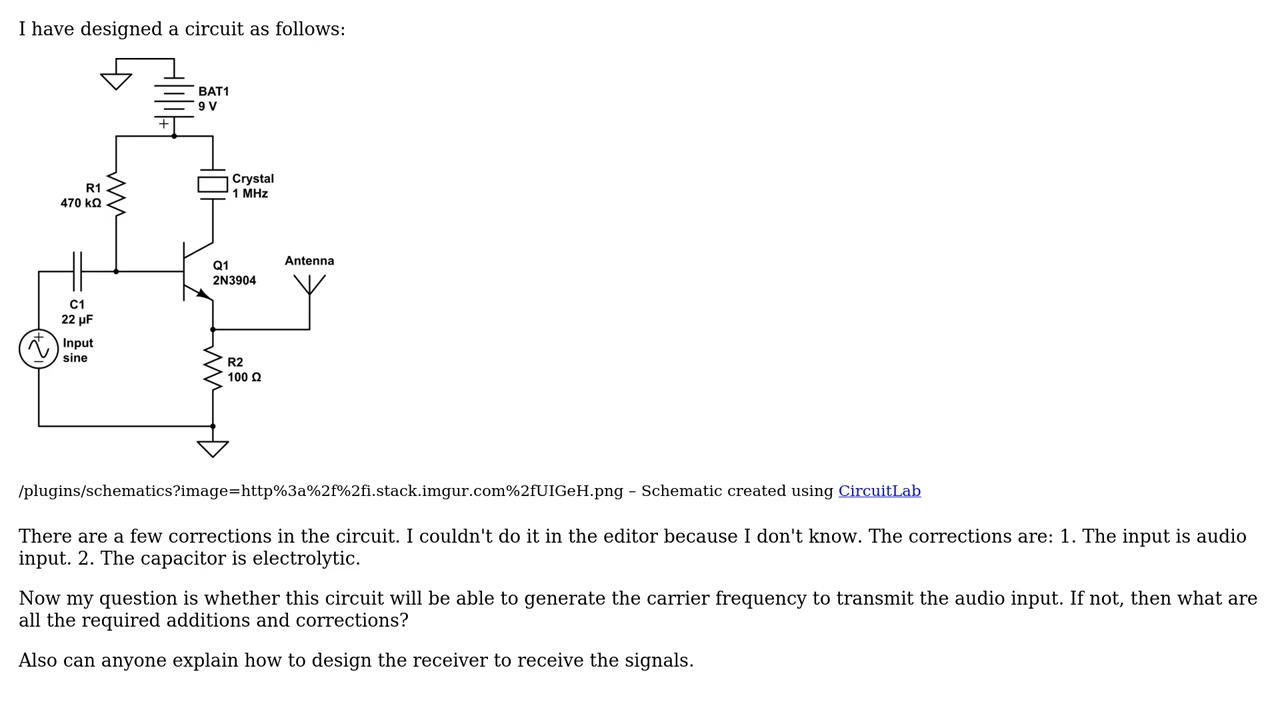 I have designed a circuit as follows:
BAT1
9 V
+
Crystal
1 MHz
R1
470 kΩ
Q1
2N3904
Antenna
C1
22 µF
+
Input
sine
−
R2
100 Ω
/plugins/schematics?image=http%3a%2f%2fi.stack.imgur.com%2fUIGeH.png – Schematic created using CircuitLab
There are a few corrections in the circuit. I couldn't do it in the editor because I don't know. The corrections are: 1. The input is audio
input. 2. The capacitor is electrolytic.
Now my question is whether this circuit will be able to generate the carrier frequency to transmit the audio input. If not, then what are
all the required additions and corrections?
Also can anyone explain how to design the receiver to receive the signals.